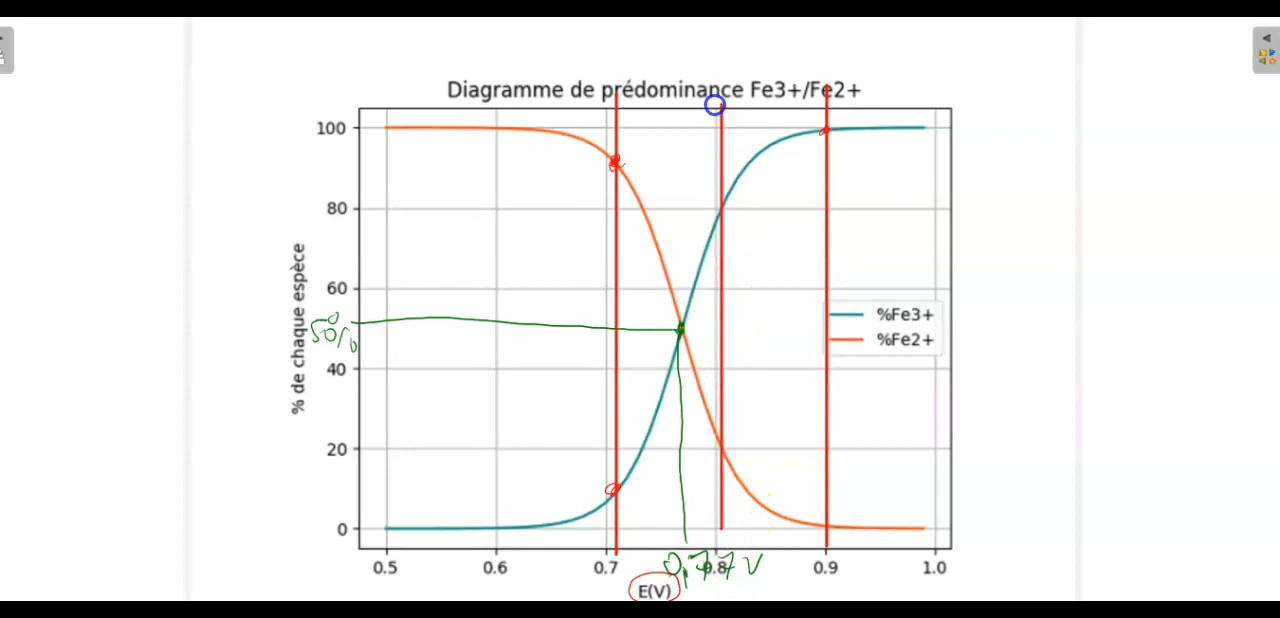 Diagramme de prédominance Fe3+/Fe2+
100
80
60
50%
40
20
0
% de chaque espèce
%Fe3+
%Fe2+
0.5 0.6 0.7 0.8 0.9 1.0
0,77 V
E(V)